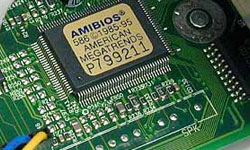 AMIBIOS
586 © 1985-95
AMERICAN
MEGATRENDS
P799211
SPK